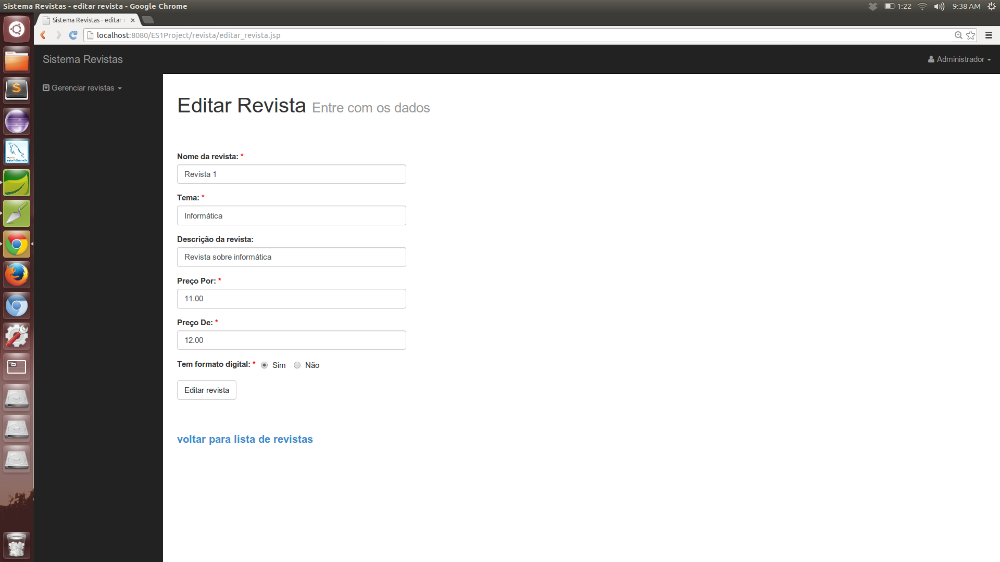 Sistema Revistas - editar revista - Google Chrome
1:22
9:38 AM
Sistema Revistas - editar
localhost:8080/ES1Project/revista/editar_revista.jsp
Sistema Revistas
Administrador
Gerenciar revistas
Editar Revista Entre com os dados
Nome da revista: *
Revista 1
Tema: *
Informática
Descrição da revista:
Revista sobre informática
Preço Por: *
11.00
Preço De: *
12.00
Tem formato digital: * Sim Não
Editar revista
voltar para lista de revistas